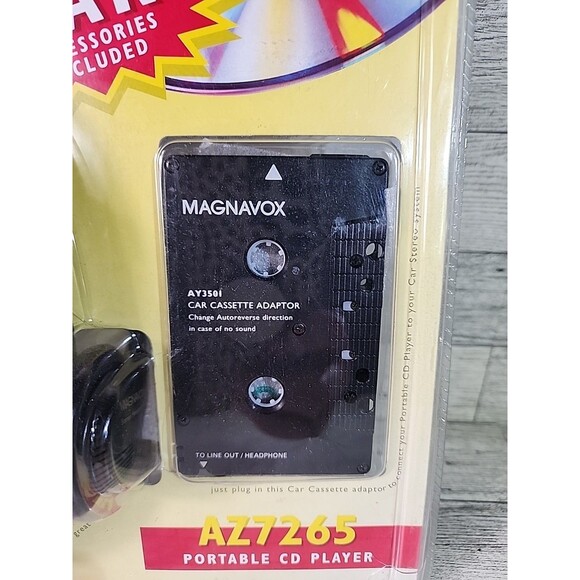 ESSORIES
CLUDED
MAGNAVOX
AY3501
CAR CASSETTE ADAPTOR
Change Autoreverse direction
in case of no sound
TO LINE OUT / HEADPHONE
just plug in this Car Cassette adaptor to connect your Portable CD Player to your Car Stereo system
great
AZ7265
PORTABLE CD PLAYER